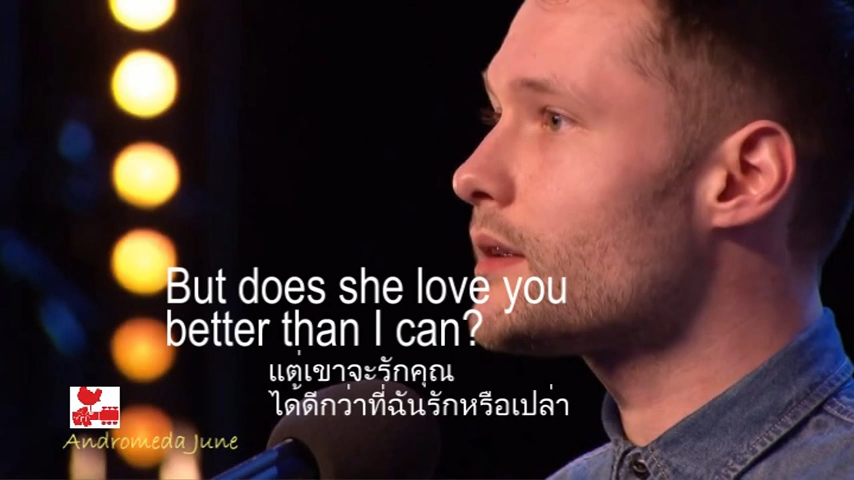 But does she love you
better than I can?
แต่เขาจะรักคุณ
ได้ดีกว่าที่ฉันรักหรือเปล่า
Andromeda June